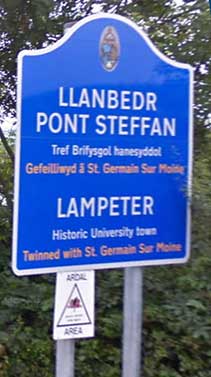 LLANBEDR
PONT STEFFAN
Tref Brifysgol hanesyddol
Gefeilliwyd â St. Germain Sur Moine
LAMPETER
Historic University town
Twinned with St. Germain Sur Moine
ARDAL
AREA